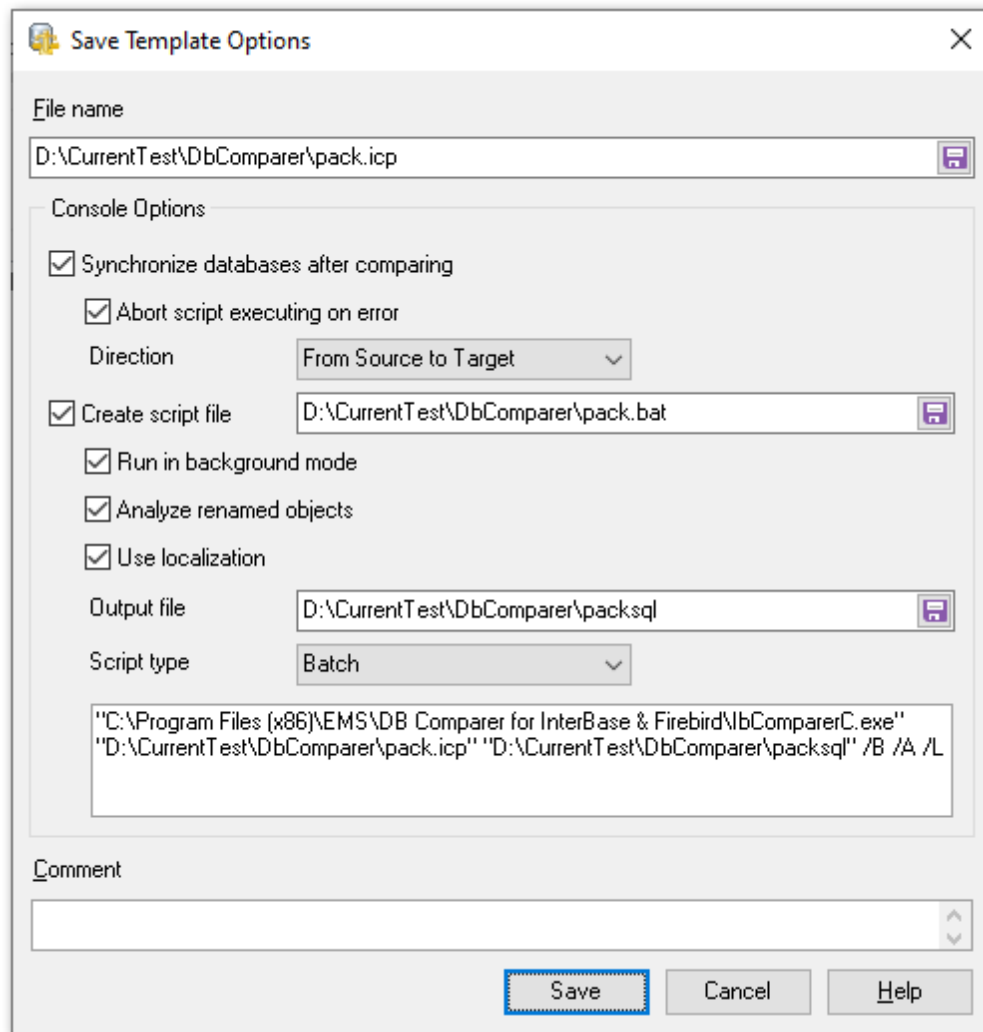 Save Template Options
File name
D:\CurrentTest\DbComparer\pack.icp
Console Options
Synchronize databases after comparing
Abort script executing on error
Direction From Source to Target
Create script file D:\CurrentTest\DbComparer\pack.bat
Run in background mode
Analyze renamed objects
Use localization
Output file D:\CurrentTest\DbComparer\packsql
Script type Batch
"C:\Program Files (x86)\EMS\DB Comparer for InterBase & Firebird\IbComparerC.exe"
"D:\CurrentTest\DbComparer\pack.icp" "D:\CurrentTest\DbComparer\packsql" /B /A /L
Comment
Save Cancel Help